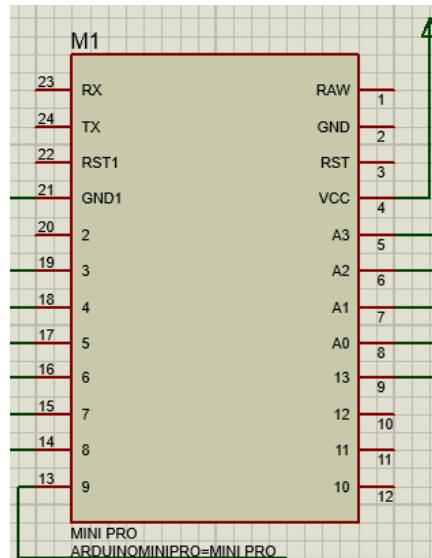 M1
23 RX RAW 1
24 TX GND 2
22 RST1 RST 3
21 GND1 VCC 4
20 2 A3 5
19 3 A2 6
18 4 A1 7
17 5 A0 8
16 6 13 9
15 7 12 10
14 8 11 11
13 9 10 12
MINI PRO
ARDUINOMINIPRO=MINI PRO